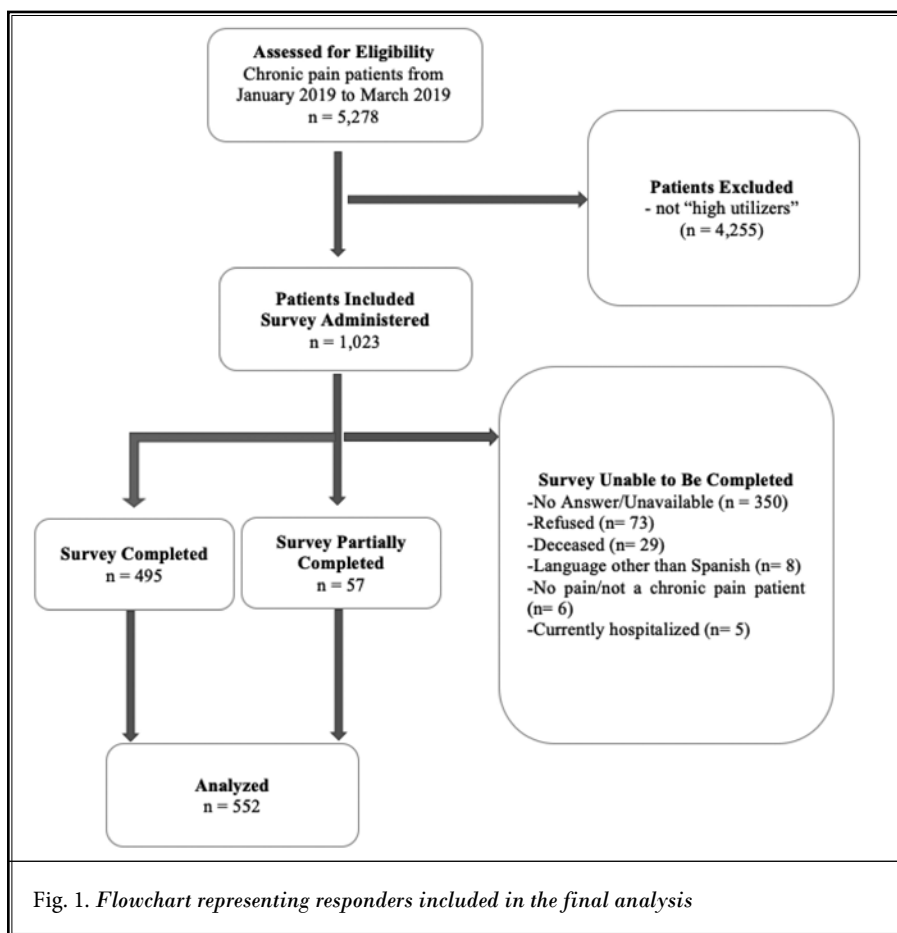 Assessed for Eligibility
Chronic pain patients from
January 2019 to March 2019
n = 5,278
Patients Excluded
- not “high utilizers”
(n = 4,255)
Patients Included
Survey Administered
n = 1,023
Survey Unable to Be Completed
-No Answer/Unavailable (n = 350)
-Refused (n= 73)
-Deceased (n= 29)
-Language other than Spanish (n= 8)
-No pain/not a chronic pain patient
(n= 6)
-Currently hospitalized (n= 5)
Survey Completed
n = 495
Survey Partially
Completed
n = 57
Analyzed
n = 552
Fig. 1. Flowchart representing responders included in the final analysis